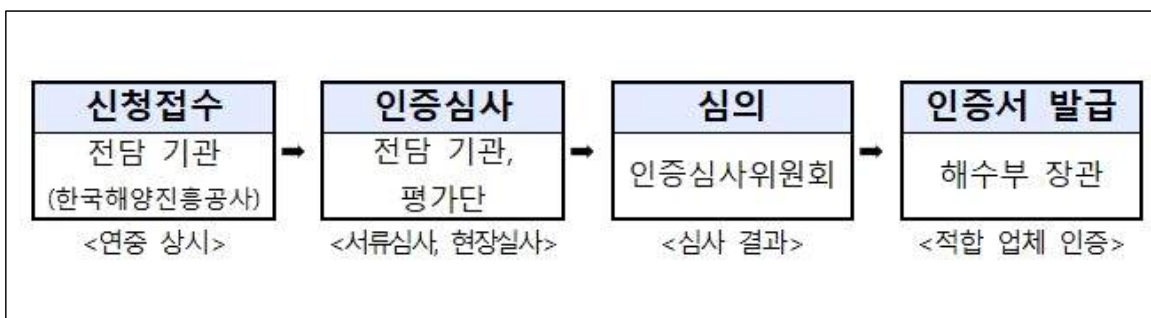 신청접수
전담 기관
(한국해양진흥공사)
<연중 상시>
➡
인증심사
전담 기관,
평가단
<서류심사, 현장실사>
➡
심의
인증심사위원회
<심사 결과>
➡
인증서 발급
해수부 장관
<적합 업체 인증>